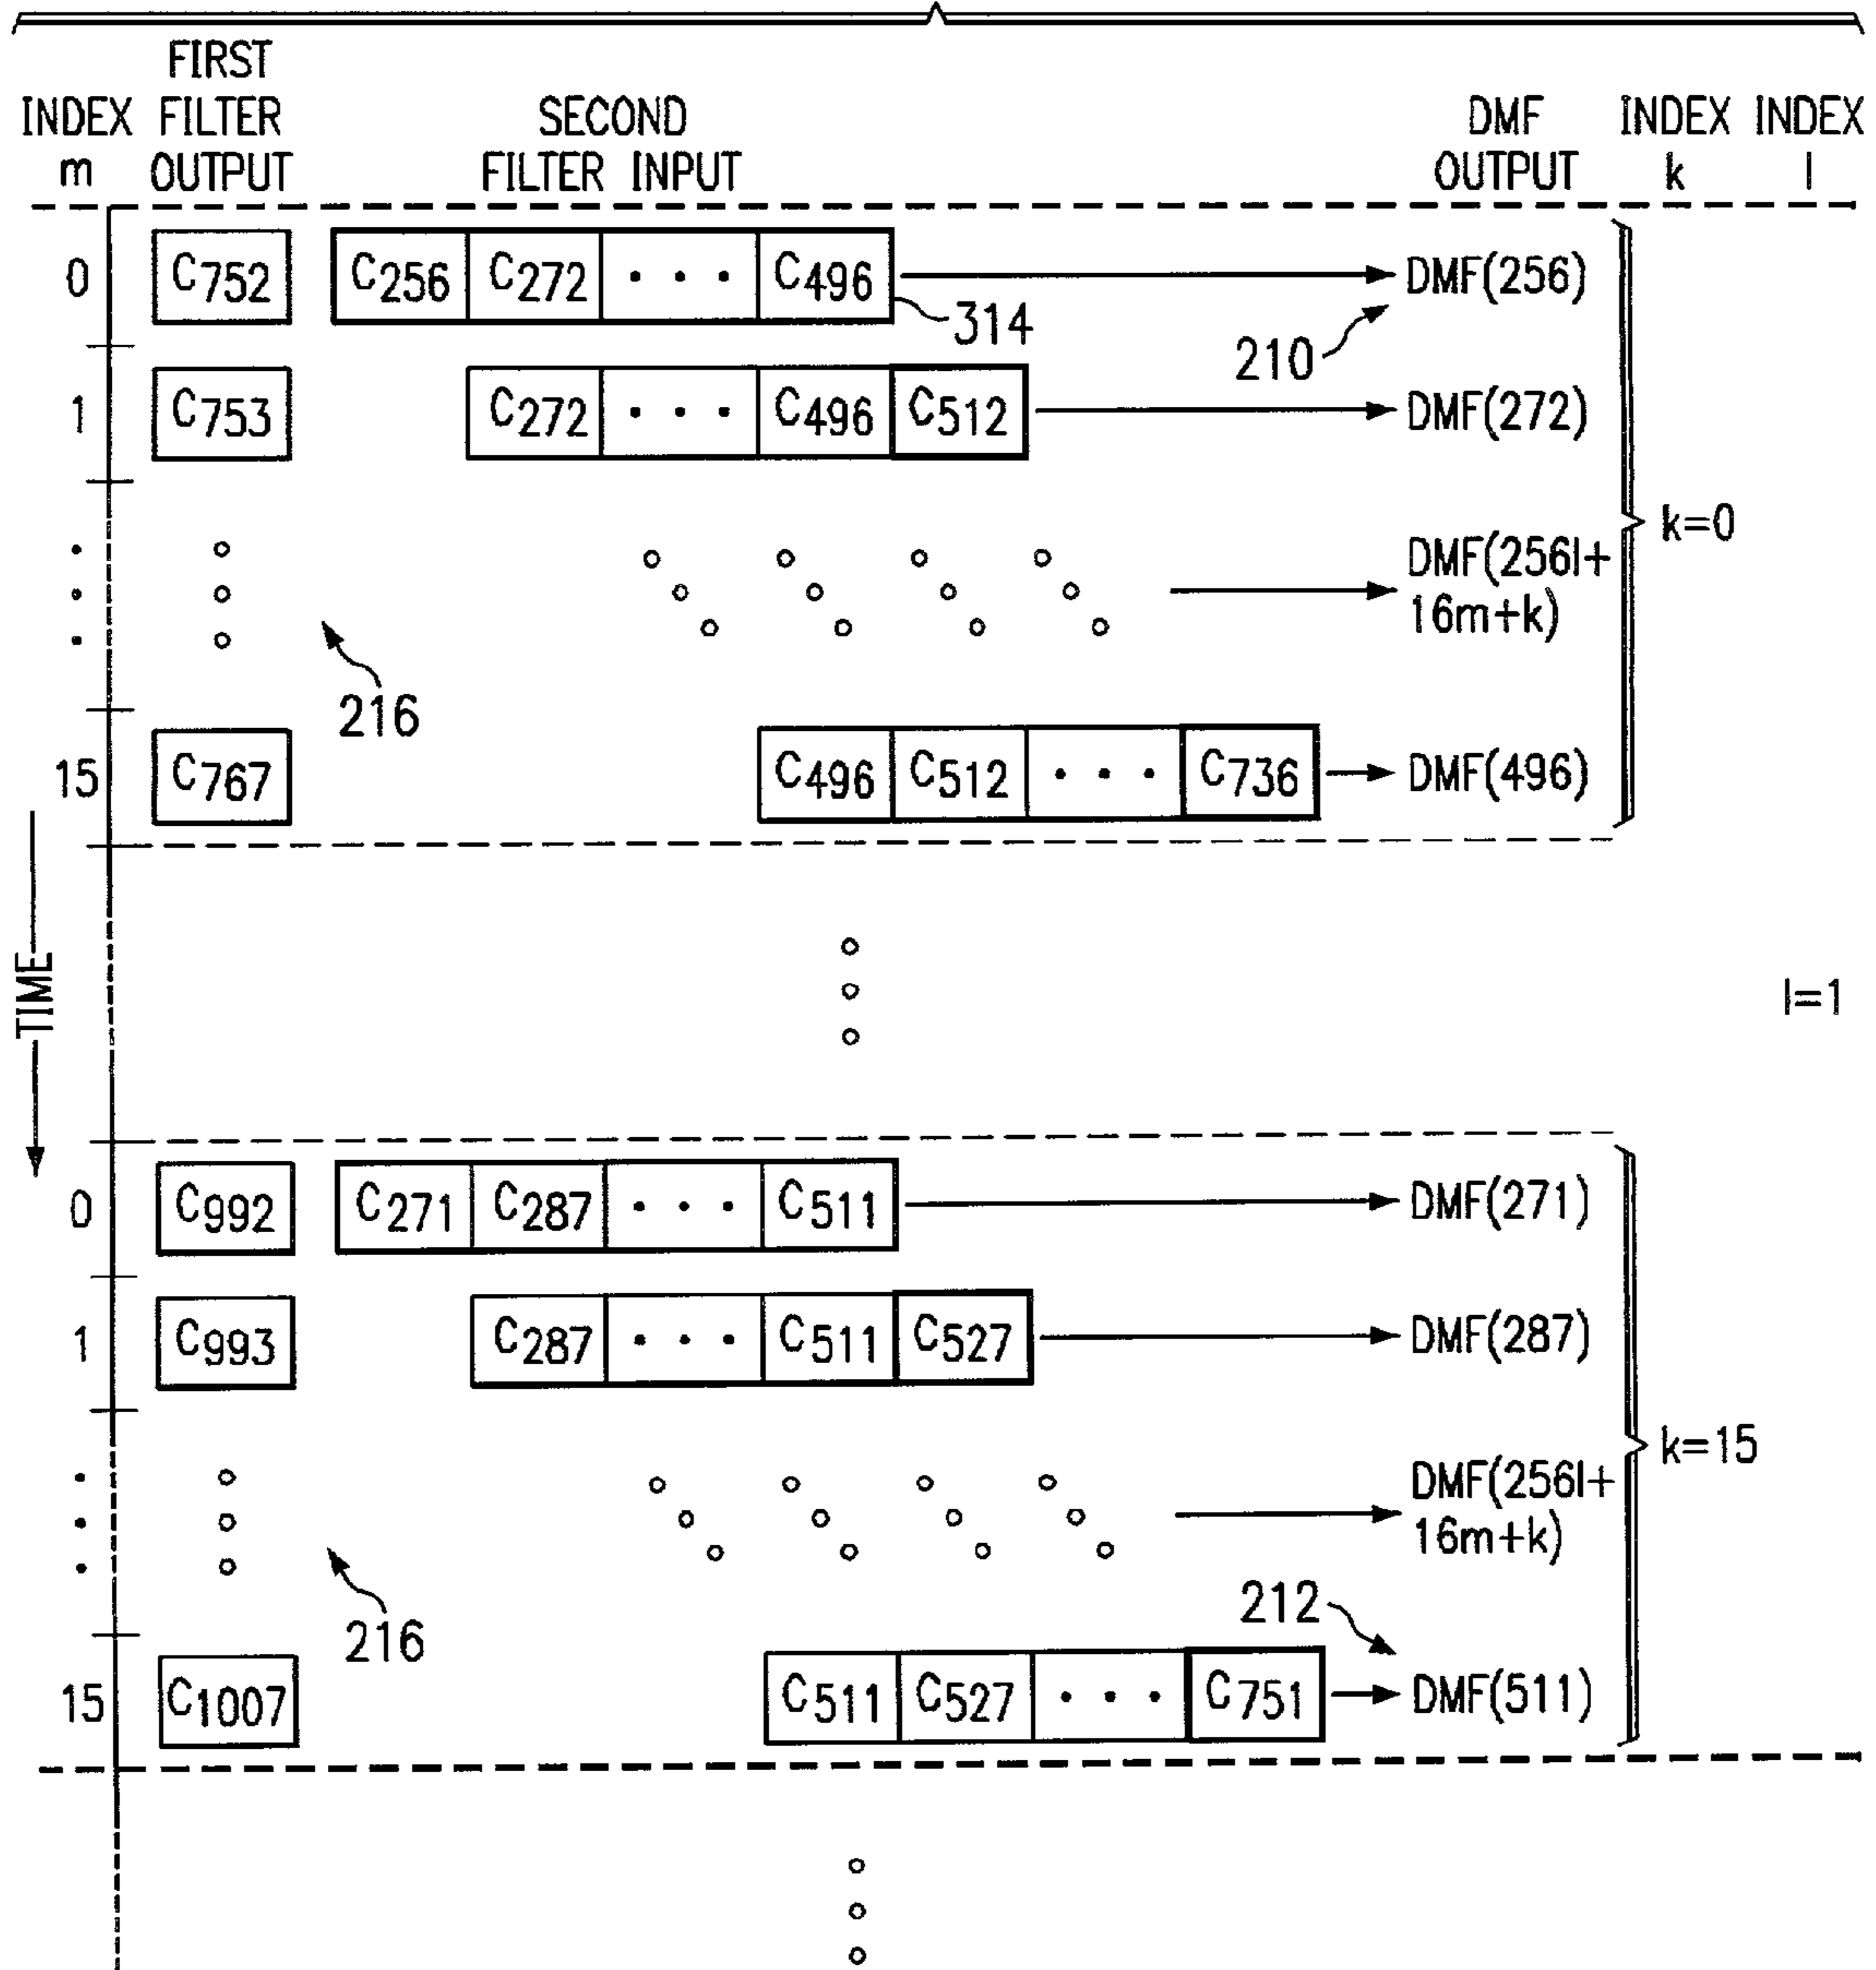 FIRST
INDEX FILTER SECOND DMF INDEX INDEX
m OUTPUT FILTER INPUT OUTPUT k l
0 C752 C256 C272 • • • C496 DMF(256)
314
210
1 C753 C272 • • • C496 C512 DMF(272)
k=0
DMF(256l+
16m+k)
216
15 C767 C496 C512 • • • C736 DMF(496)
TIME
l=1
0 C992 C271 C287 • • • C511 DMF(271)
1 C993 C287 • • • C511 C527 DMF(287)
k=15
DMF(256l+
16m+k)
212
216
15 C1007 C511 C527 • • • C751 DMF(511)